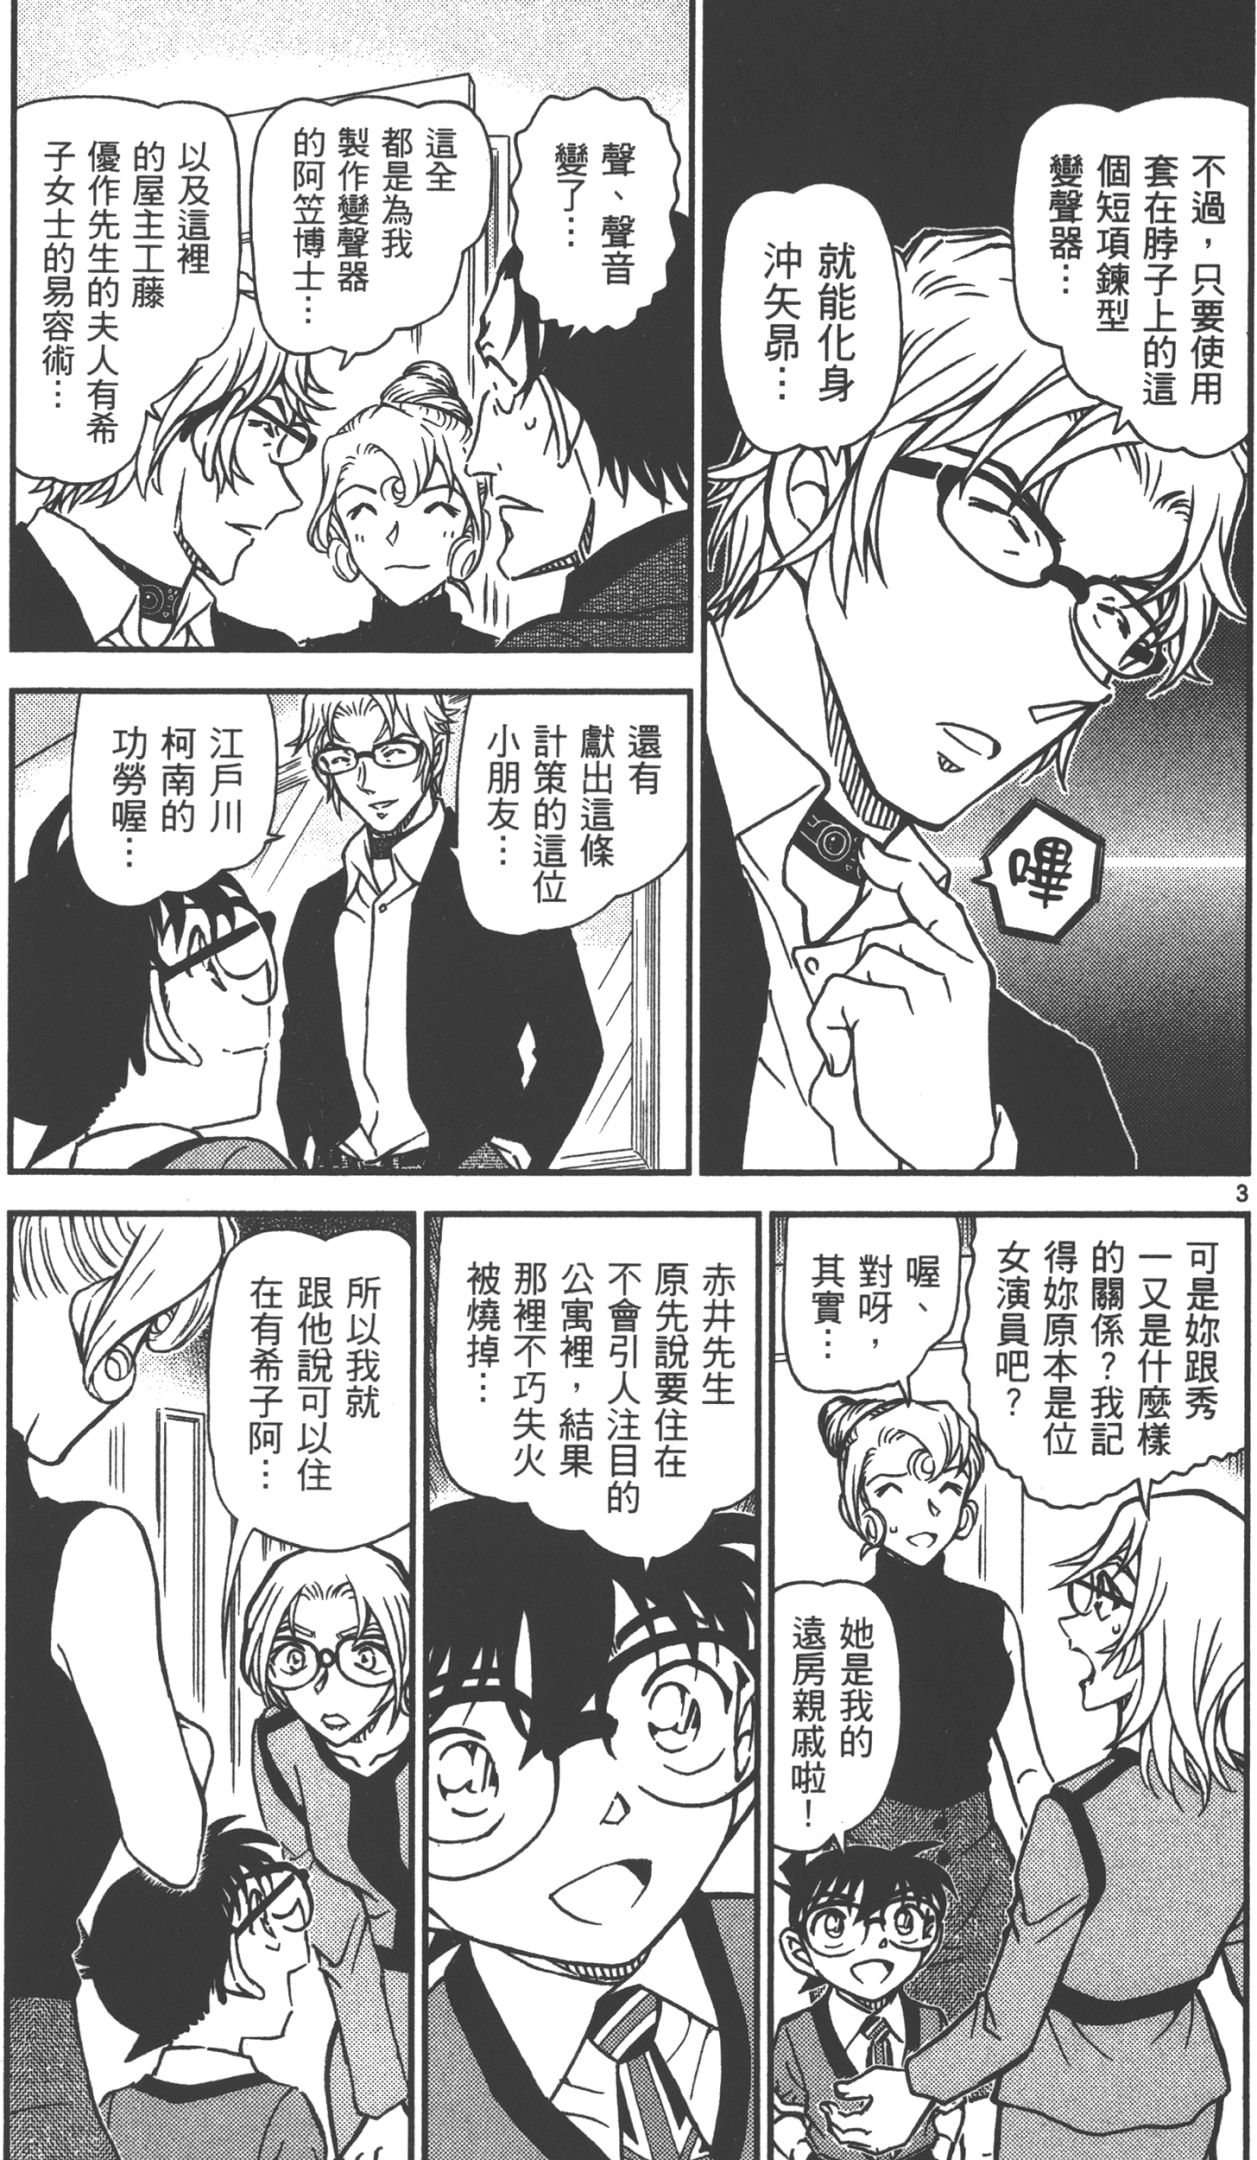 不過，只要使用
套在脖子上的這
個短項鍊型
變聲器…
就能化身
沖矢昴…
嗶
聲、聲音
變了…
這全
都是為我
製作變聲器
的阿笠博士…
以及這裡
的屋主工藤
優作先生的夫人有希
子女士的易容術…
還有
獻出這條
計策的這位
小朋友…
江戶川
柯南的
功勞喔…
3
可是妳跟秀
一又是什麼樣
的關係？我記
得妳原本是位
女演員吧？
喔、
對呀，
其實…
她是我的
遠房親戚啦！
赤井先生
原先說要住在
不會引人注目的
公寓裡，結果
那裡不巧失火
被燒掉…
所以我就
跟他說可以住
在有希子阿…